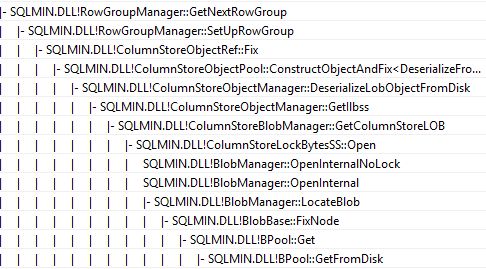 |- SQLMIN.DLL!RowGroupManager::GetNextRowGroup
| |- SQLMIN.DLL!RowGroupManager::SetUpRowGroup
| | |- SQLMIN.DLL!ColumnStoreObjectRef::Fix
| | | |- SQLMIN.DLL!ColumnStoreObjectPool::ConstructObjectAndFix<DeserializeFro...
| | | | |- SQLMIN.DLL!ColumnStoreObjectManager::DeserializeLobObjectFromDisk
| | | | | |- SQLMIN.DLL!ColumnStoreObjectManager::GetIlbss
| | | | | | |- SQLMIN.DLL!ColumnStoreBlobManager::GetColumnStoreLOB
| | | | | | | |- SQLMIN.DLL!ColumnStoreLockBytesSS::Open
| | | | | | | | SQLMIN.DLL!BlobManager::OpenInternalNoLock
| | | | | | | | SQLMIN.DLL!BlobManager::OpenInternal
| | | | | | | | |- SQLMIN.DLL!BlobManager::LocateBlob
| | | | | | | | | |- SQLMIN.DLL!BlobBase::FixNode
| | | | | | | | | | |- SQLMIN.DLL!BPool::Get
| | | | | | | | | | | |- SQLMIN.DLL!BPool::GetFromDisk